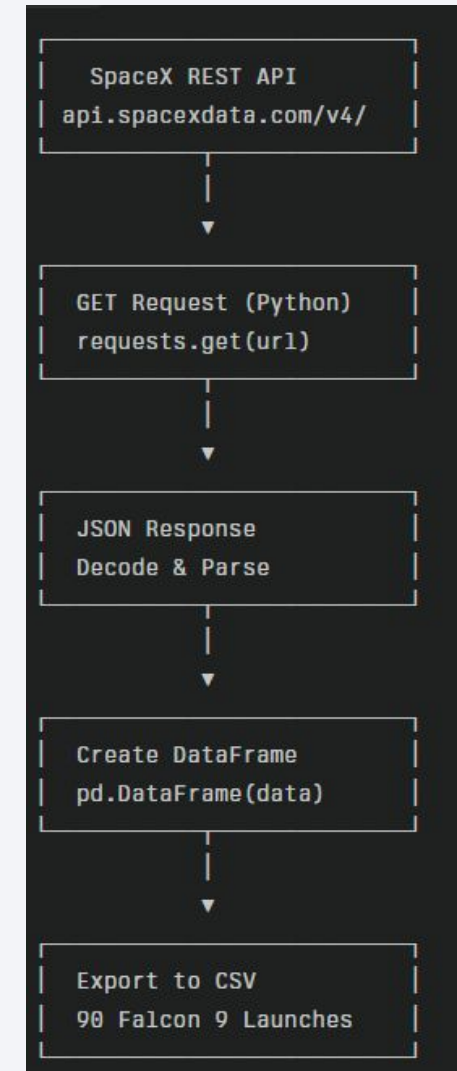 SpaceX REST API
api.spacexdata.com/v4/
GET Request (Python)
requests.get(url)
JSON Response
Decode & Parse
Create DataFrame
pd.DataFrame(data)
Export to CSV
90 Falcon 9 Launches